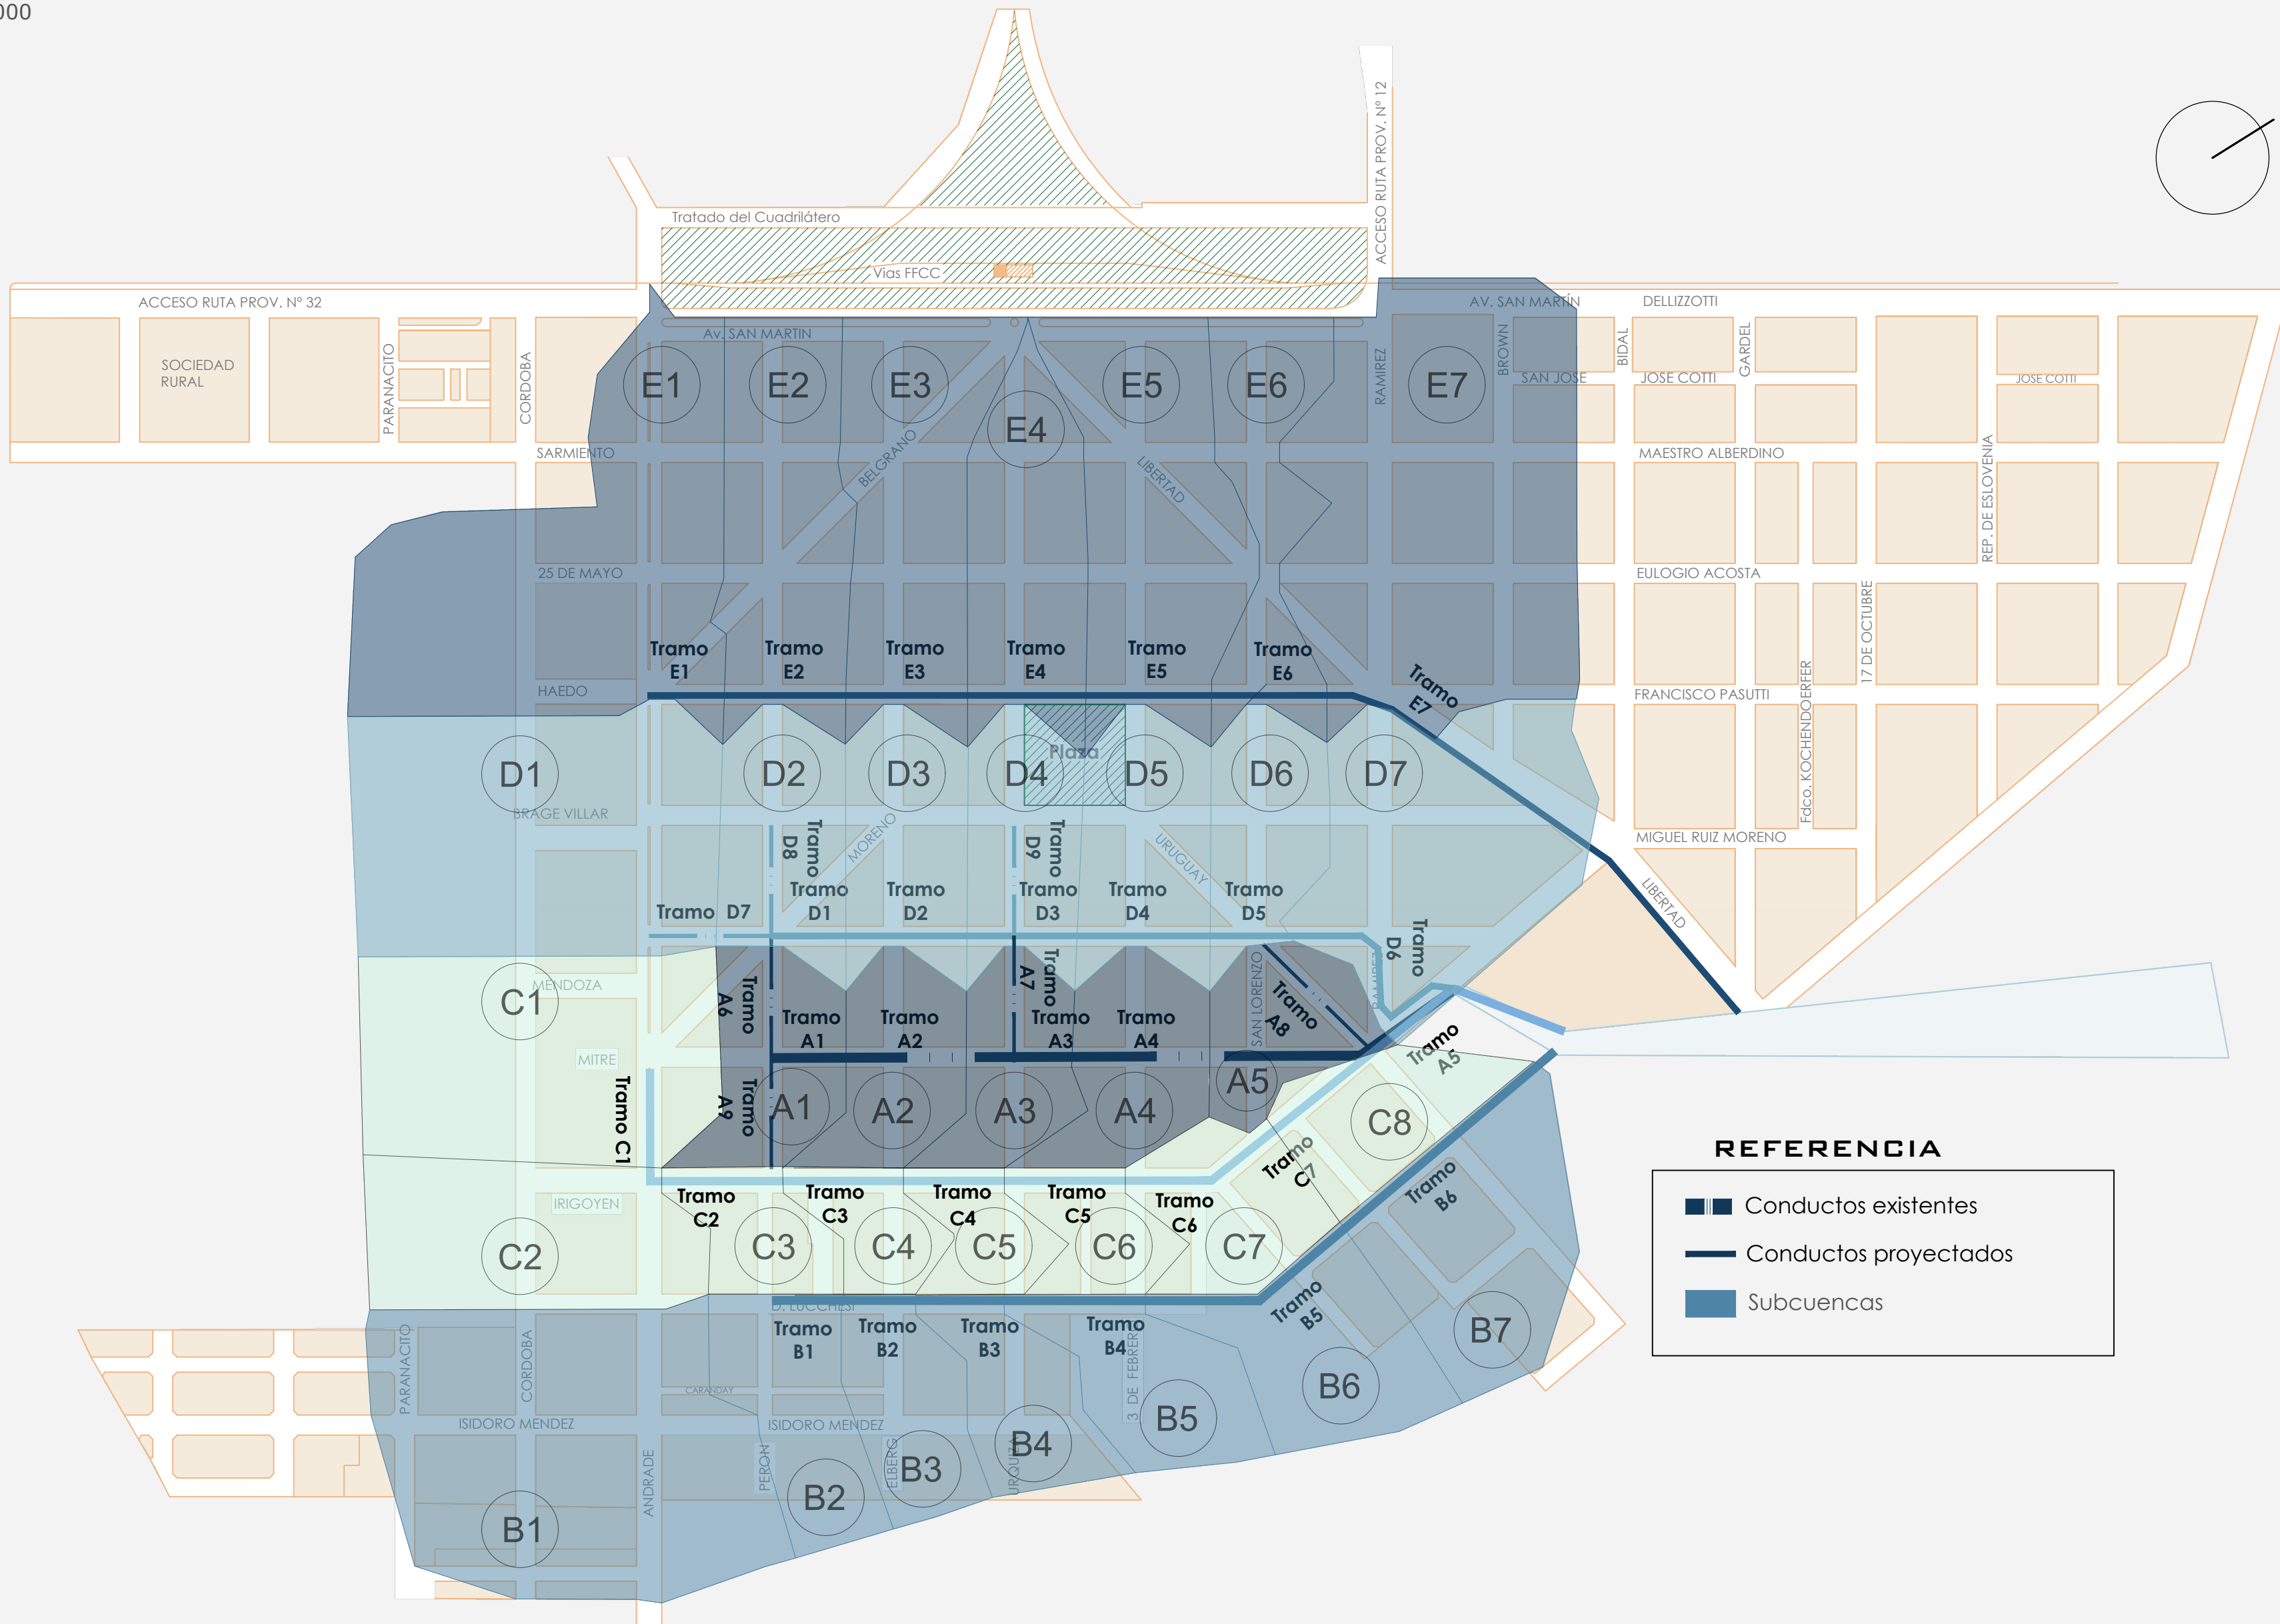 000
ACCESO RUTA PROV. Nº 12
Tratado del Cuadrilátero
Vias FFCC
ACCESO RUTA PROV. Nº 32
AV. SAN MARTÍN
DELLIZZOTTI
Av. SAN MARTIN
SOCIEDAD
RURAL
PARANACITO
CORDOBA
RAMIREZ
BROWN
BIDAL
GARDEL
SAN JOSE
JOSE COTTI
JOSE COTTI
E1
E2
E3
E4
E5
E6
E7
SARMIENTO
BELGRANO
LIBERTAD
MAESTRO ALBERDINO
REP. DE ESLOVENIA
25 DE MAYO
EULOGIO ACOSTA
17 DE OCTUBRE
Tramo
E1
Tramo
E2
Tramo
E3
Tramo
E4
Tramo
E5
Tramo
E6
Tramo
E7
HAEDO
FRANCISCO PASUTTI
Fdco. KOCHENDOERFER
Plaza
D1
D2
D3
D4
D5
D6
D7
BRAGE VILLAR
MORENO
URUGUAY
MIGUEL RUIZ MORENO
LIBERTAD
Tramo
D8
Tramo
D9
Tramo D7
Tramo
D1
Tramo
D2
Tramo
D3
Tramo
D4
Tramo
D5
Tramo
D6
C1
MENDOZA
Tramo
A6
Tramo
A7
SAN LORENZO
Tramo
A8
Tramo
A1
Tramo
A2
Tramo
A3
Tramo
A4
Tramo
A5
MITRE
Tramo C1
Tramo
A9
A1
A2
A3
A4
A5
C8
Tramo
C7
Tramo
B6
IRIGOYEN
Tramo
C2
Tramo
C3
Tramo
C4
Tramo
C5
Tramo
C6
C2
C3
C4
C5
C6
C7
D. LUCCHESI
Tramo
B1
Tramo
B2
Tramo
B3
Tramo
B4
Tramo
B5
B7
PARANACITO
CORDOBA
CARANDAY
3 DE FEBRERO
B6
ISIDORO MENDEZ
ISIDORO MENDEZ
B5
B4
B3
B2
B1
ANDRADE
PERON
ELBERG
URQUIZA
REFERENCIA
Conductos existentes
Conductos proyectados
Subcuencas